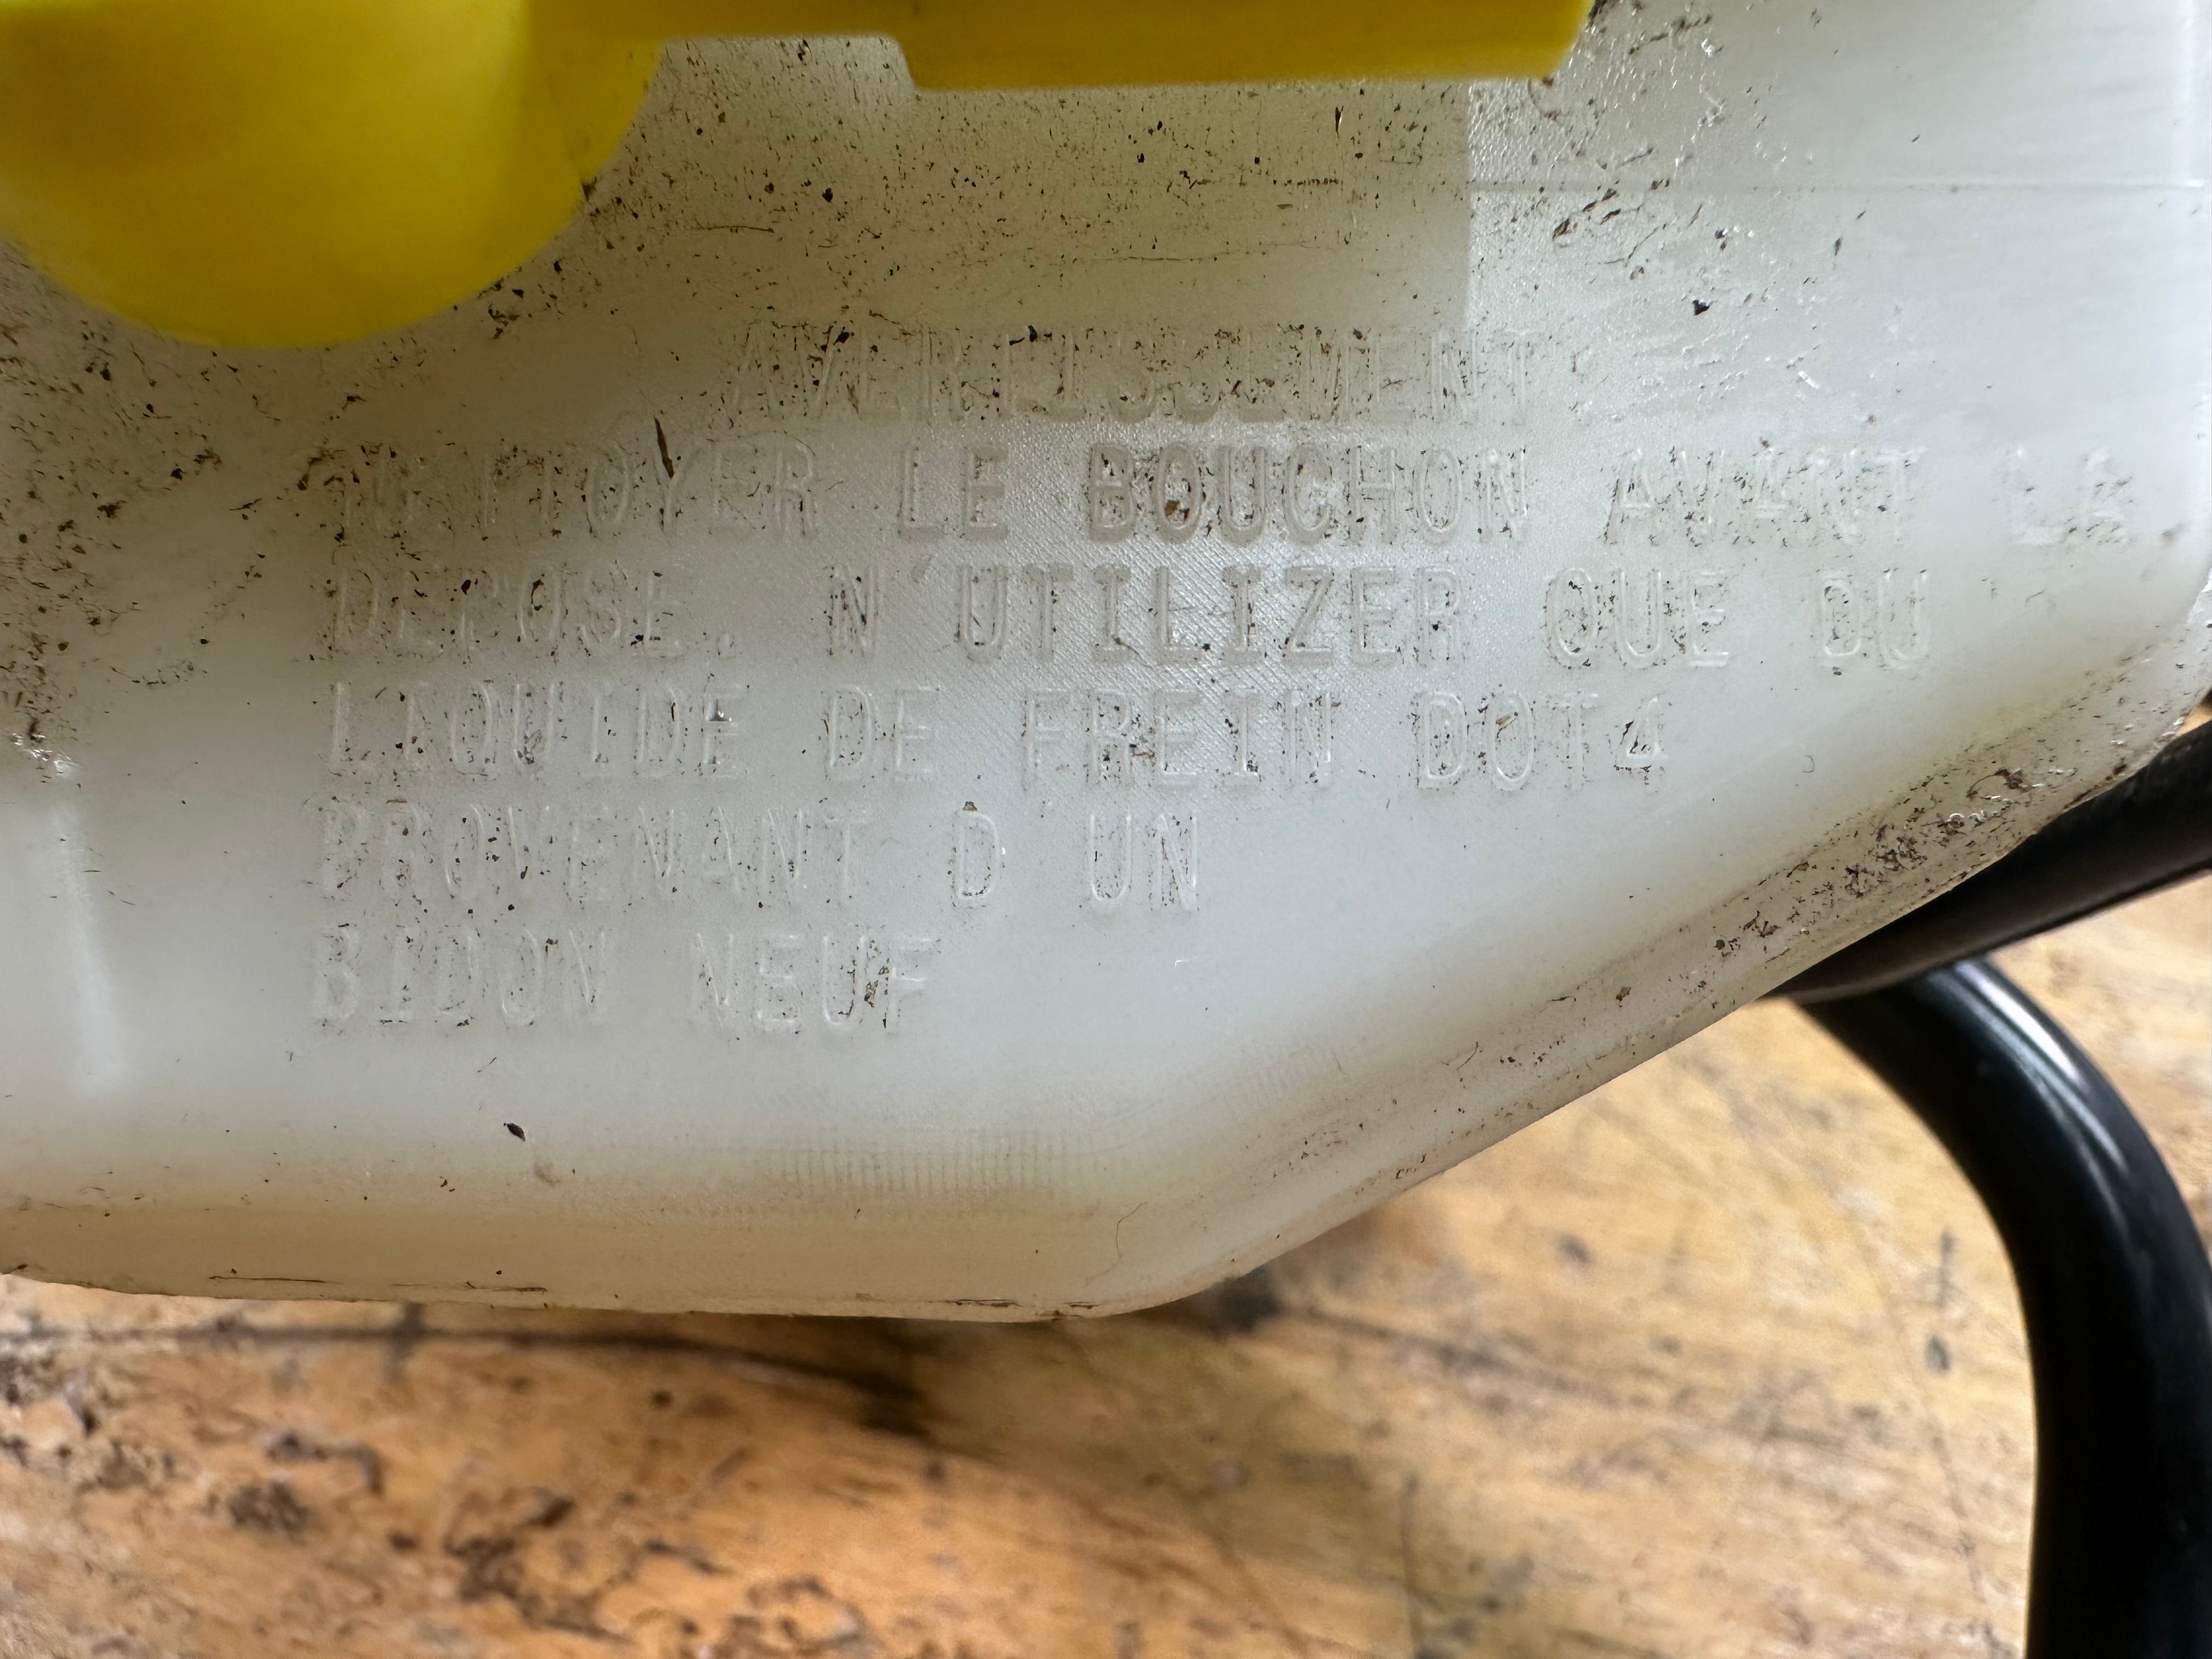 AVERTISSEMENT
NETTOYER LE BOUCHON AVANT LA
DEPOSE. N'UTILIZER QUE DU
LIQUIDE DE FREIN DOT4
PROVENANT D'UN
BIDON NEUF